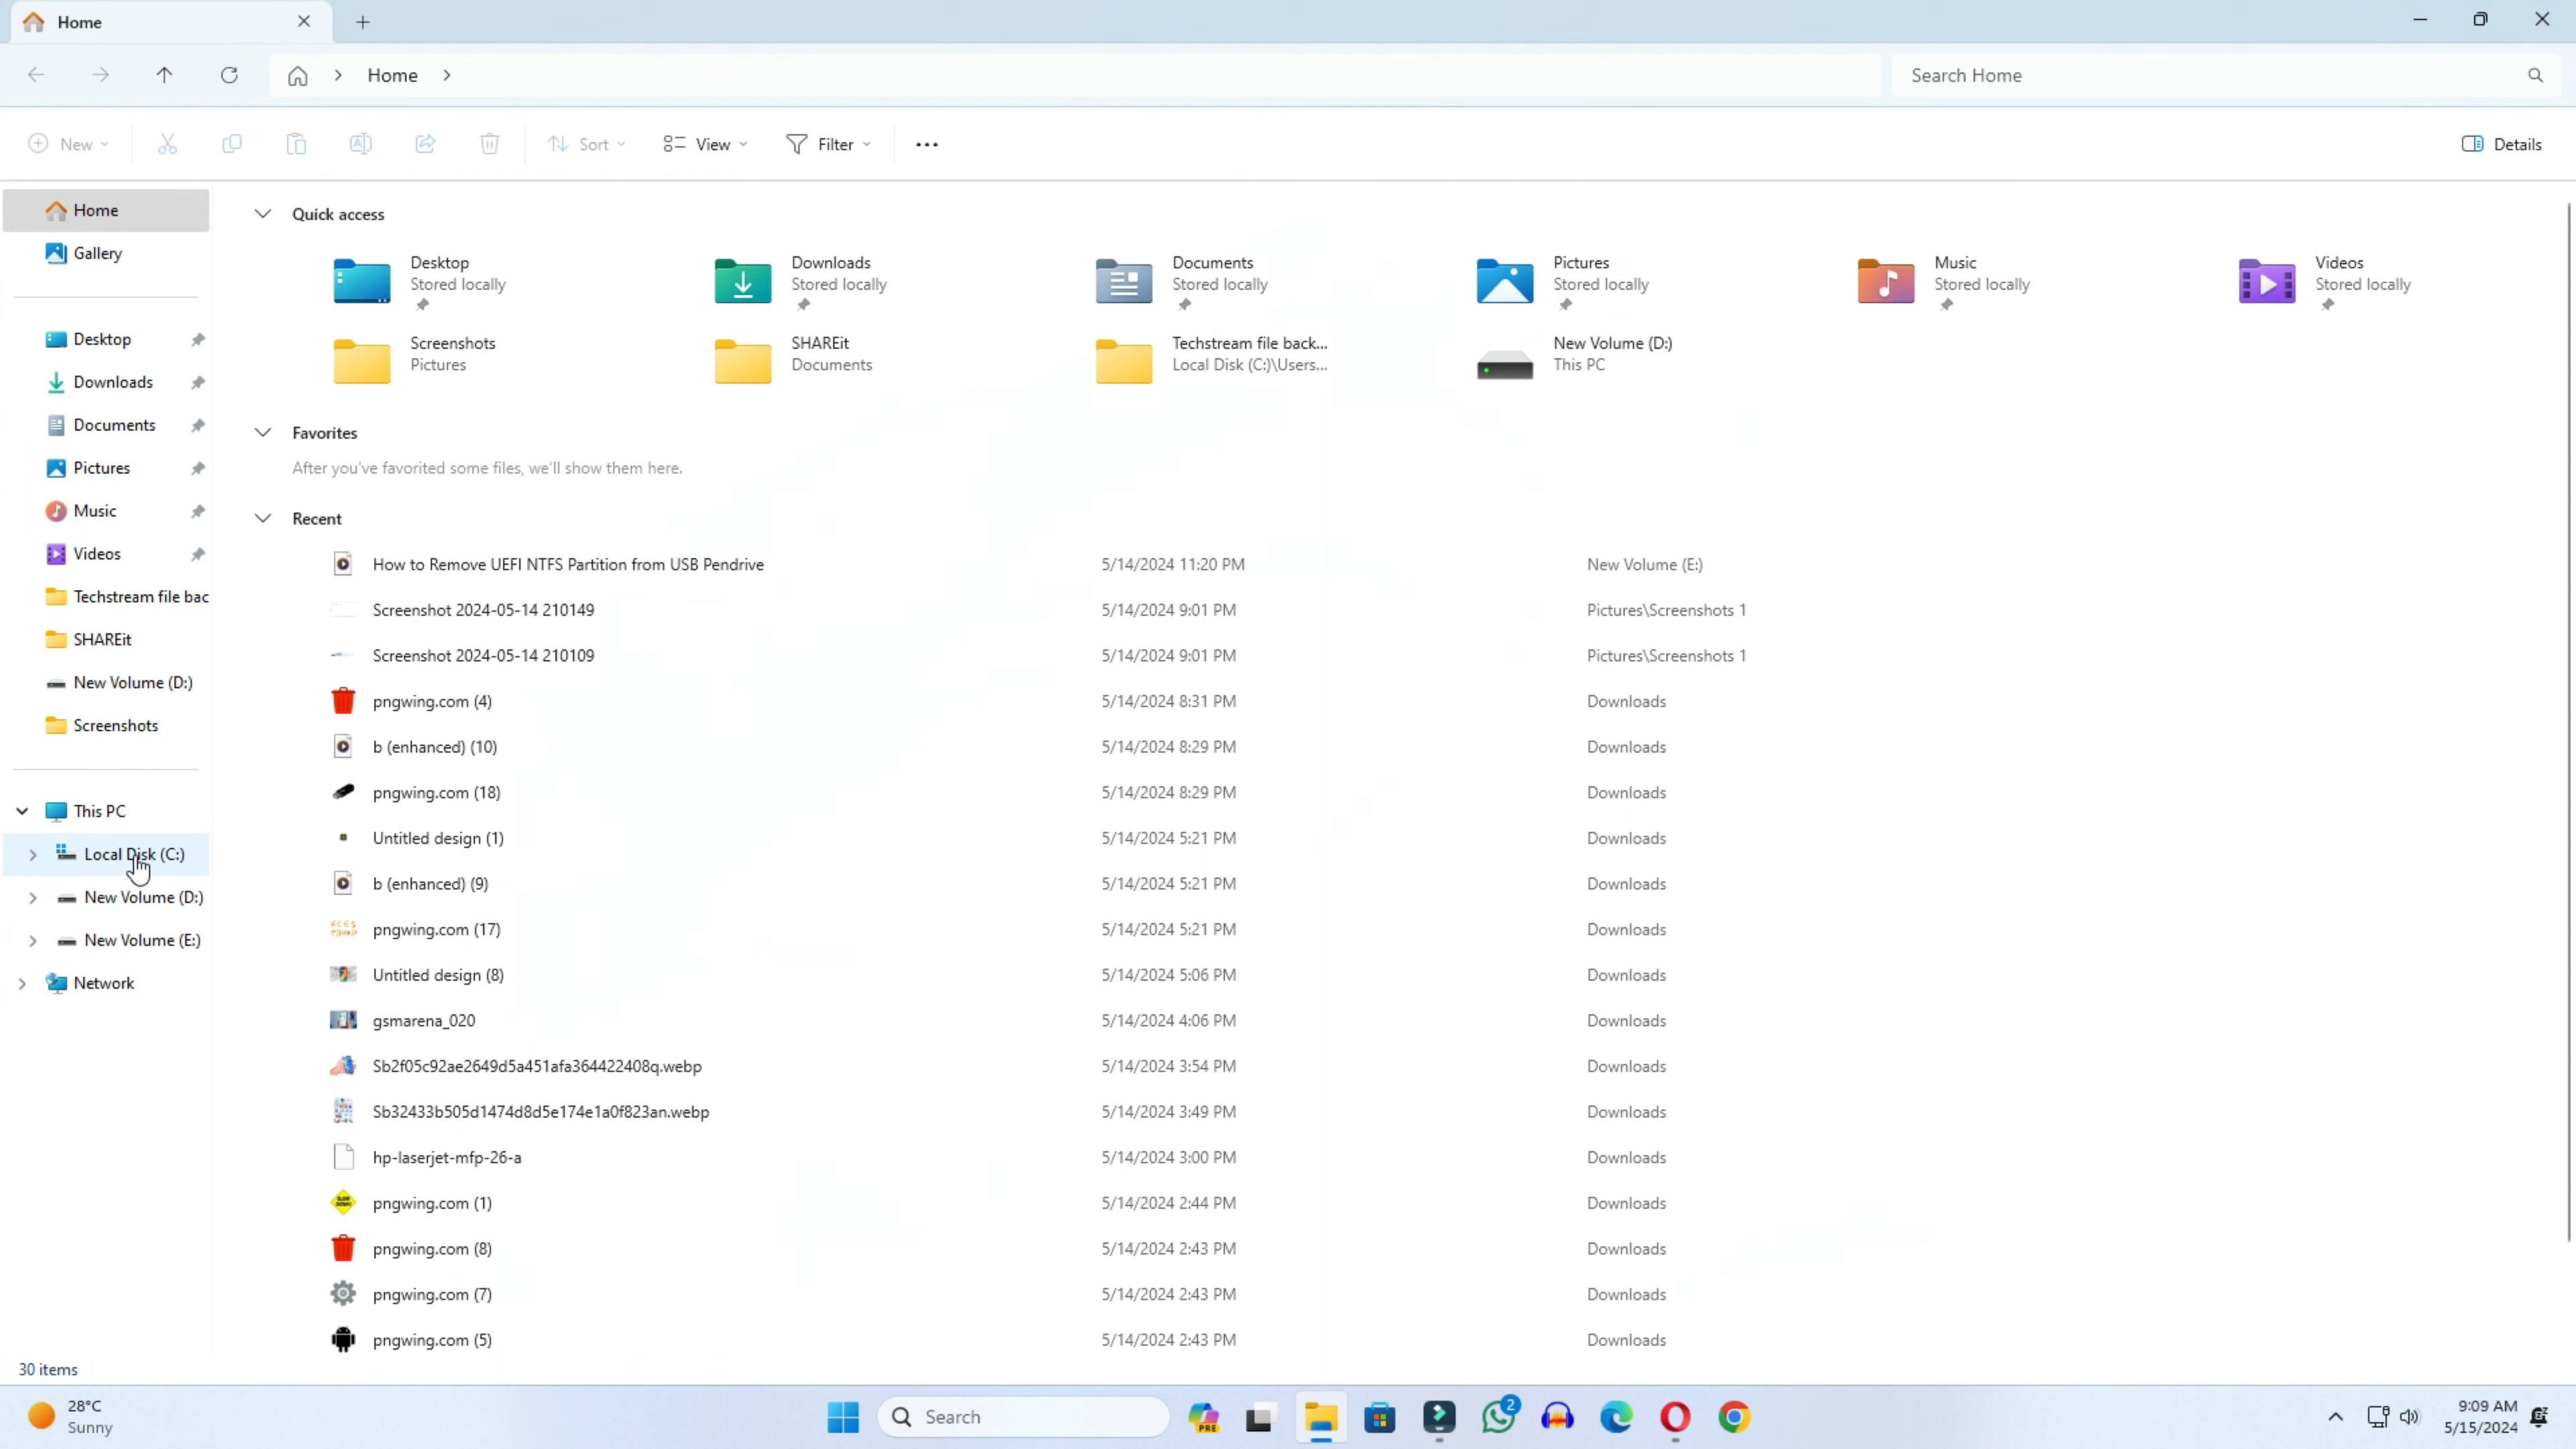 Home
Home
Search Home
New
Sort
View
Filter
Details
Home
Gallery
Desktop
Downloads
Documents
Pictures
Music
Videos
Techstream file bac
SHAREit
New Volume (D:)
Screenshots
This PC
Local Disk (C:)
New Volume (D:)
New Volume (E:)
Network
Quick access
Desktop
Stored locally
Downloads
Stored locally
Documents
Stored locally
Pictures
Stored locally
Music
Stored locally
Videos
Stored locally
Screenshots
Pictures
SHAREit
Documents
Techstream file back...
Local Disk (C:)\Users...
New Volume (D:)
This PC
Favorites
After you've favorited some files, we'll show them here.
Recent
How to Remove UEFI NTFS Partition from USB Pendrive 5/14/2024 11:20 PM New Volume (E:)
Screenshot 2024-05-14 210149 5/14/2024 9:01 PM Pictures\Screenshots 1
Screenshot 2024-05-14 210109 5/14/2024 9:01 PM Pictures\Screenshots 1
pngwing.com (4) 5/14/2024 8:31 PM Downloads
b (enhanced) (10) 5/14/2024 8:29 PM Downloads
pngwing.com (18) 5/14/2024 8:29 PM Downloads
Untitled design (1) 5/14/2024 5:21 PM Downloads
b (enhanced) (9) 5/14/2024 5:21 PM Downloads
pngwing.com (17) 5/14/2024 5:21 PM Downloads
Untitled design (8) 5/14/2024 5:06 PM Downloads
gsmarena_020 5/14/2024 4:06 PM Downloads
Sb2f05c92ae2649d5a451afa364422408q.webp 5/14/2024 3:54 PM Downloads
Sb32433b505d1474d8d5e174e1a0f823an.webp 5/14/2024 3:49 PM Downloads
hp-laserjet-mfp-26-a 5/14/2024 3:00 PM Downloads
pngwing.com (1) 5/14/2024 2:44 PM Downloads
pngwing.com (8) 5/14/2024 2:43 PM Downloads
pngwing.com (7) 5/14/2024 2:43 PM Downloads
pngwing.com (5) 5/14/2024 2:43 PM Downloads
30 items
28°C
Sunny
Search
PRE
2
9:09 AM
5/15/2024